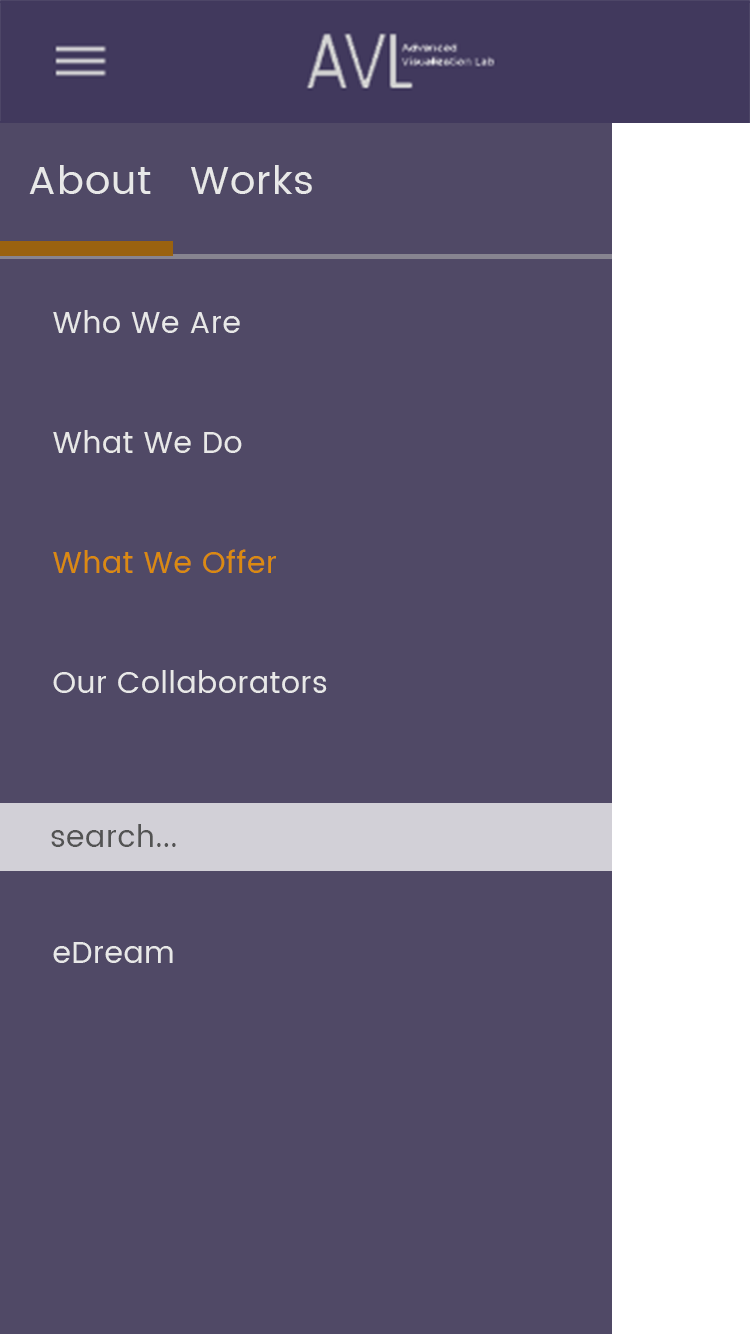 AVL
Advanced
Visualization Lab
About Works
Who We Are
What We Do
What We Offer
Our Collaborators
search...
eDream